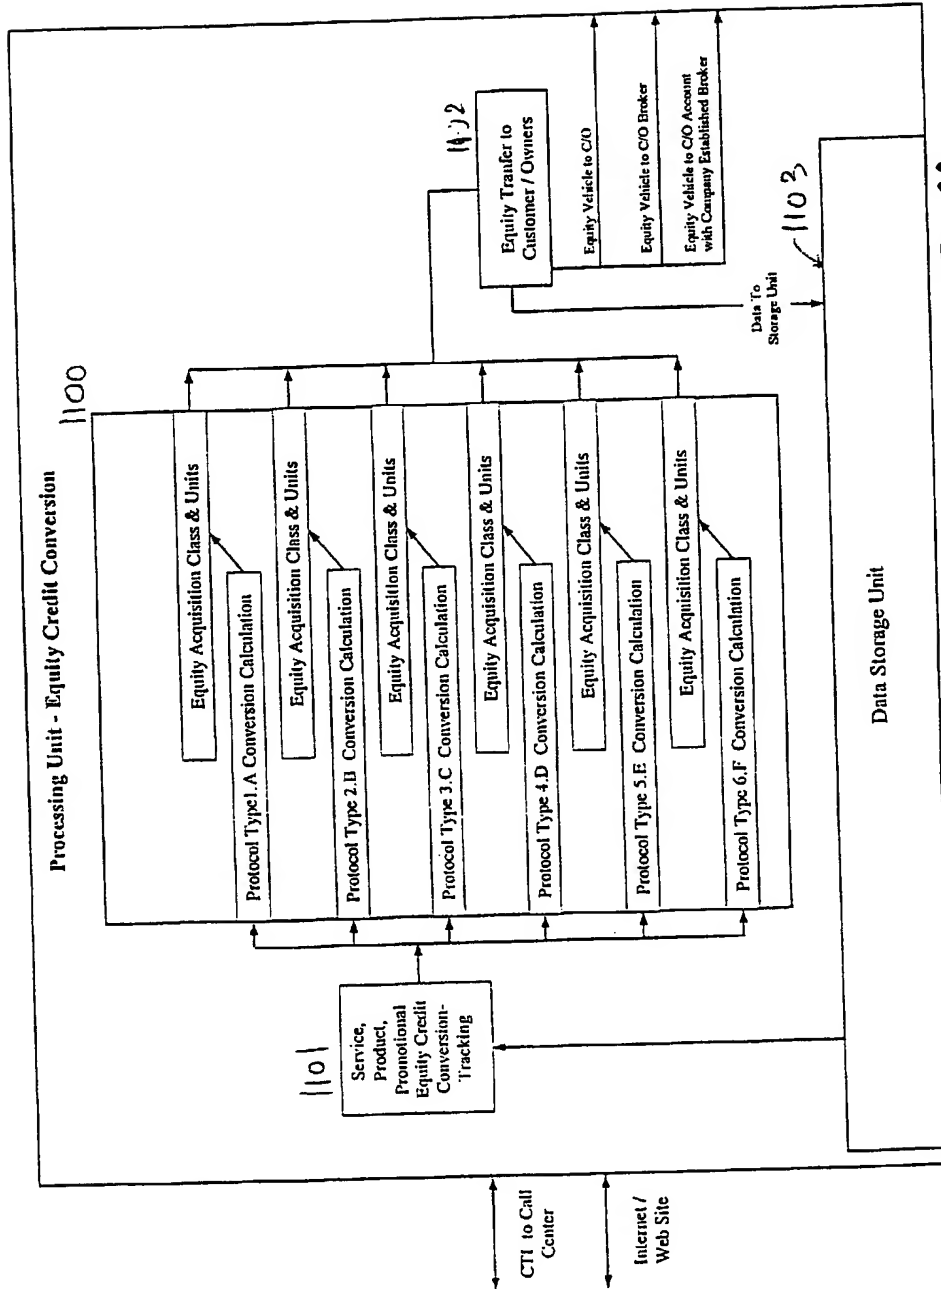 Processing Unit - Equity Credit Conversion
1100
1101
Service,
Product,
Promotional
Equity Credit
Conversion-
Tracking
Equity Acquisition Class & Units
Protocol Type1.A Conversion Calculation
Equity Acquisition Class & Units
Protocol Type 2.B Conversion Calculation
Equity Acquisition Class & Units
Protocol Type 3.C Conversion Calculation
Equity Acquisition Class & Units
Protocol Type 4.D Conversion Calculation
Equity Acquisition Class & Units
Protocol Type 5.E Conversion Calculation
Equity Acquisition Class & Units
Protocol Type 6.F Conversion Calculation
Equity Tranfer to
Customer / Owners
Equity Vehicle to C/O
Equity Vehicle to C/O Broker
Equity Vehicle to C/O Account
with Company Established Broker
Data To
Storage Unit
1103
Data Storage Unit
CTI to Call
Center
Internet /
Web Site